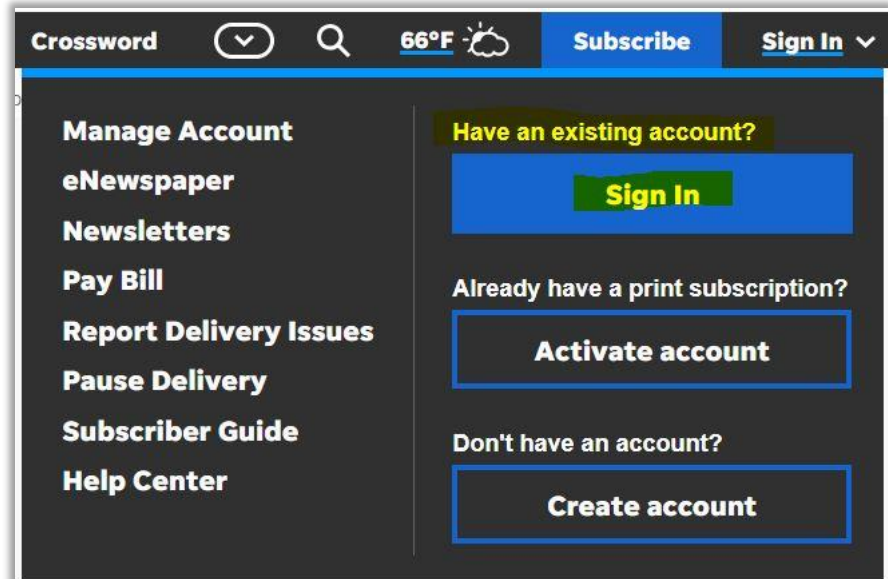 Crossword 66°F Subscribe Sign In
Manage Account
eNewspaper
Newsletters
Pay Bill
Report Delivery Issues
Pause Delivery
Subscriber Guide
Help Center
Have an existing account?
Sign In
Already have a print subscription?
Activate account
Don't have an account?
Create account